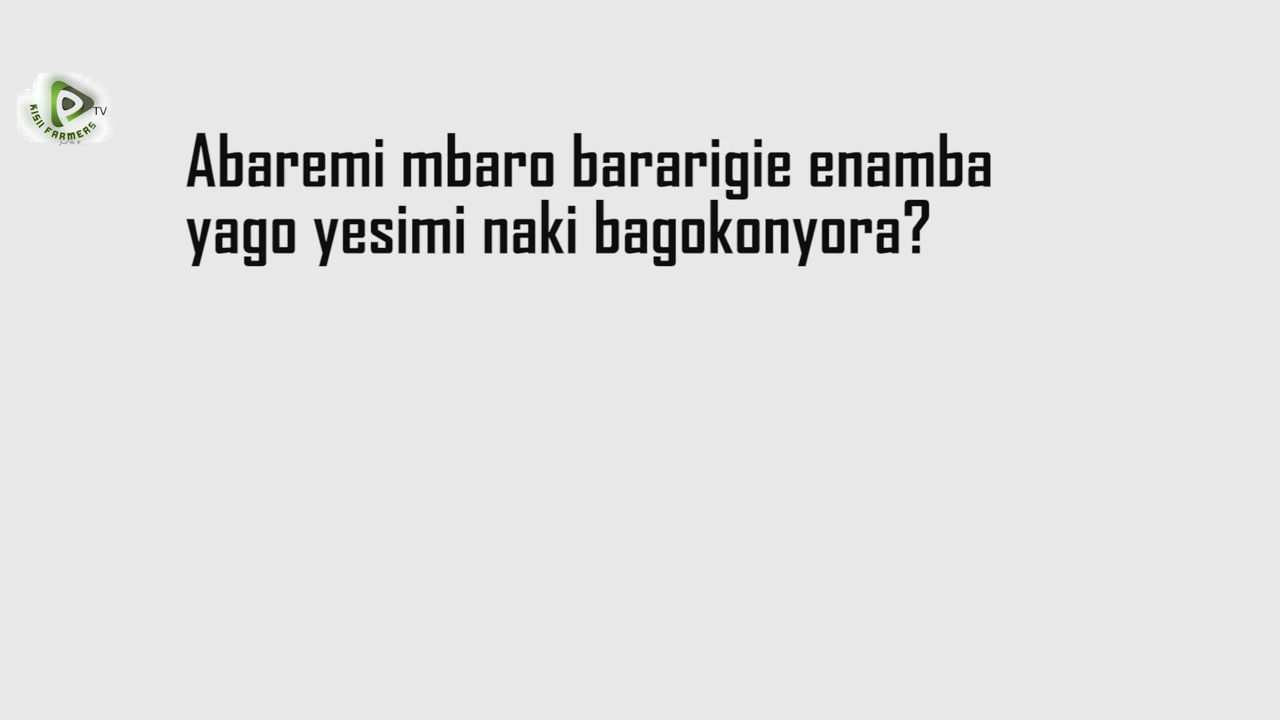 TV
KISII FARMERS
Abaremi mbaro bararigie enamba
yago yesimi naki bagokonyora?